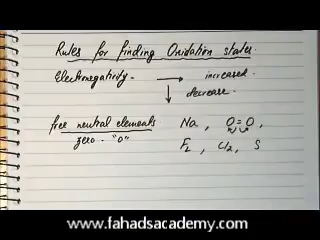 Rules for finding Oxidation states.
Electronegativity - → increased.
↓ decrease.
free neutral elements Na, O=O,
zero - "0" F₂, Cl₂, S
www.fahadsacademy.com